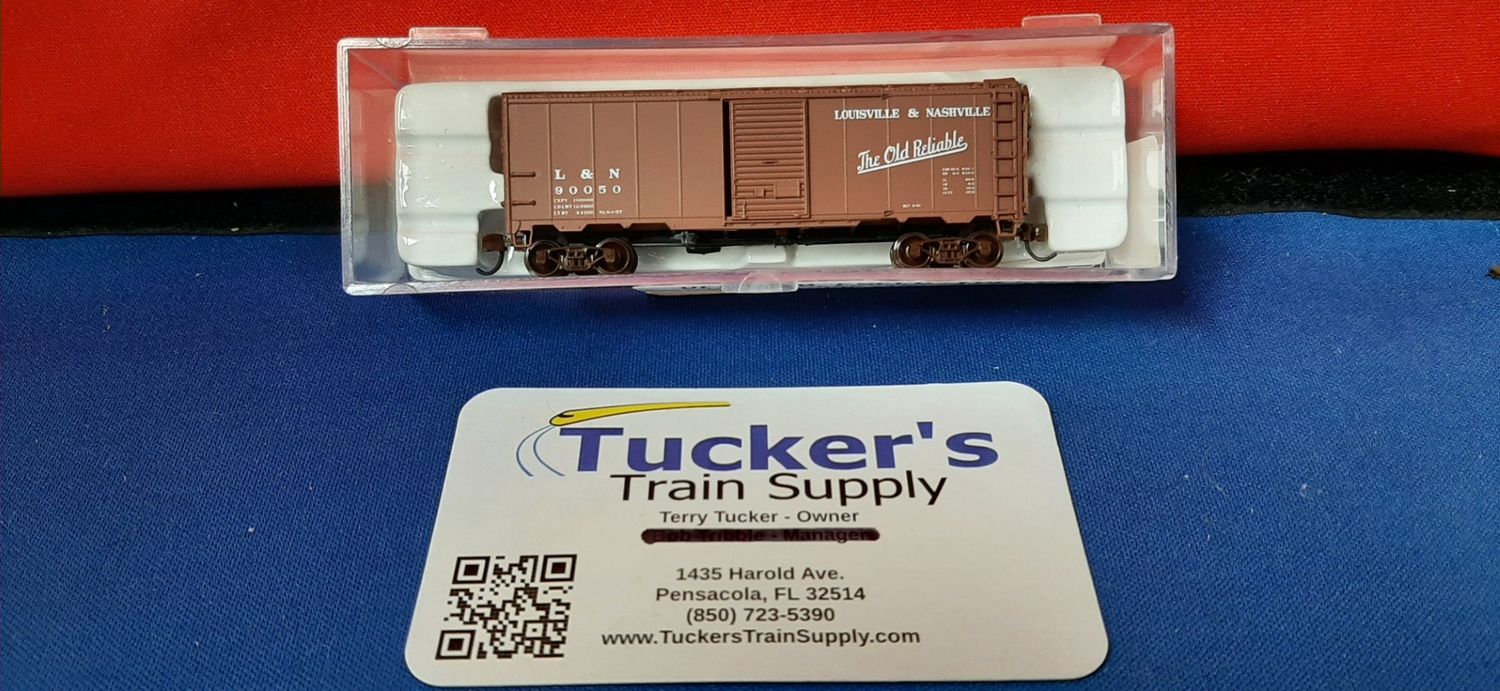 LOUISVILLE & NASHVILLE
The Old Reliable
L & N
90050
Tucker's
Train Supply
Terry Tucker - Owner
1435 Harold Ave.
Pensacola, FL 32514
(850) 723-5390
www.TuckersTrainSupply.com